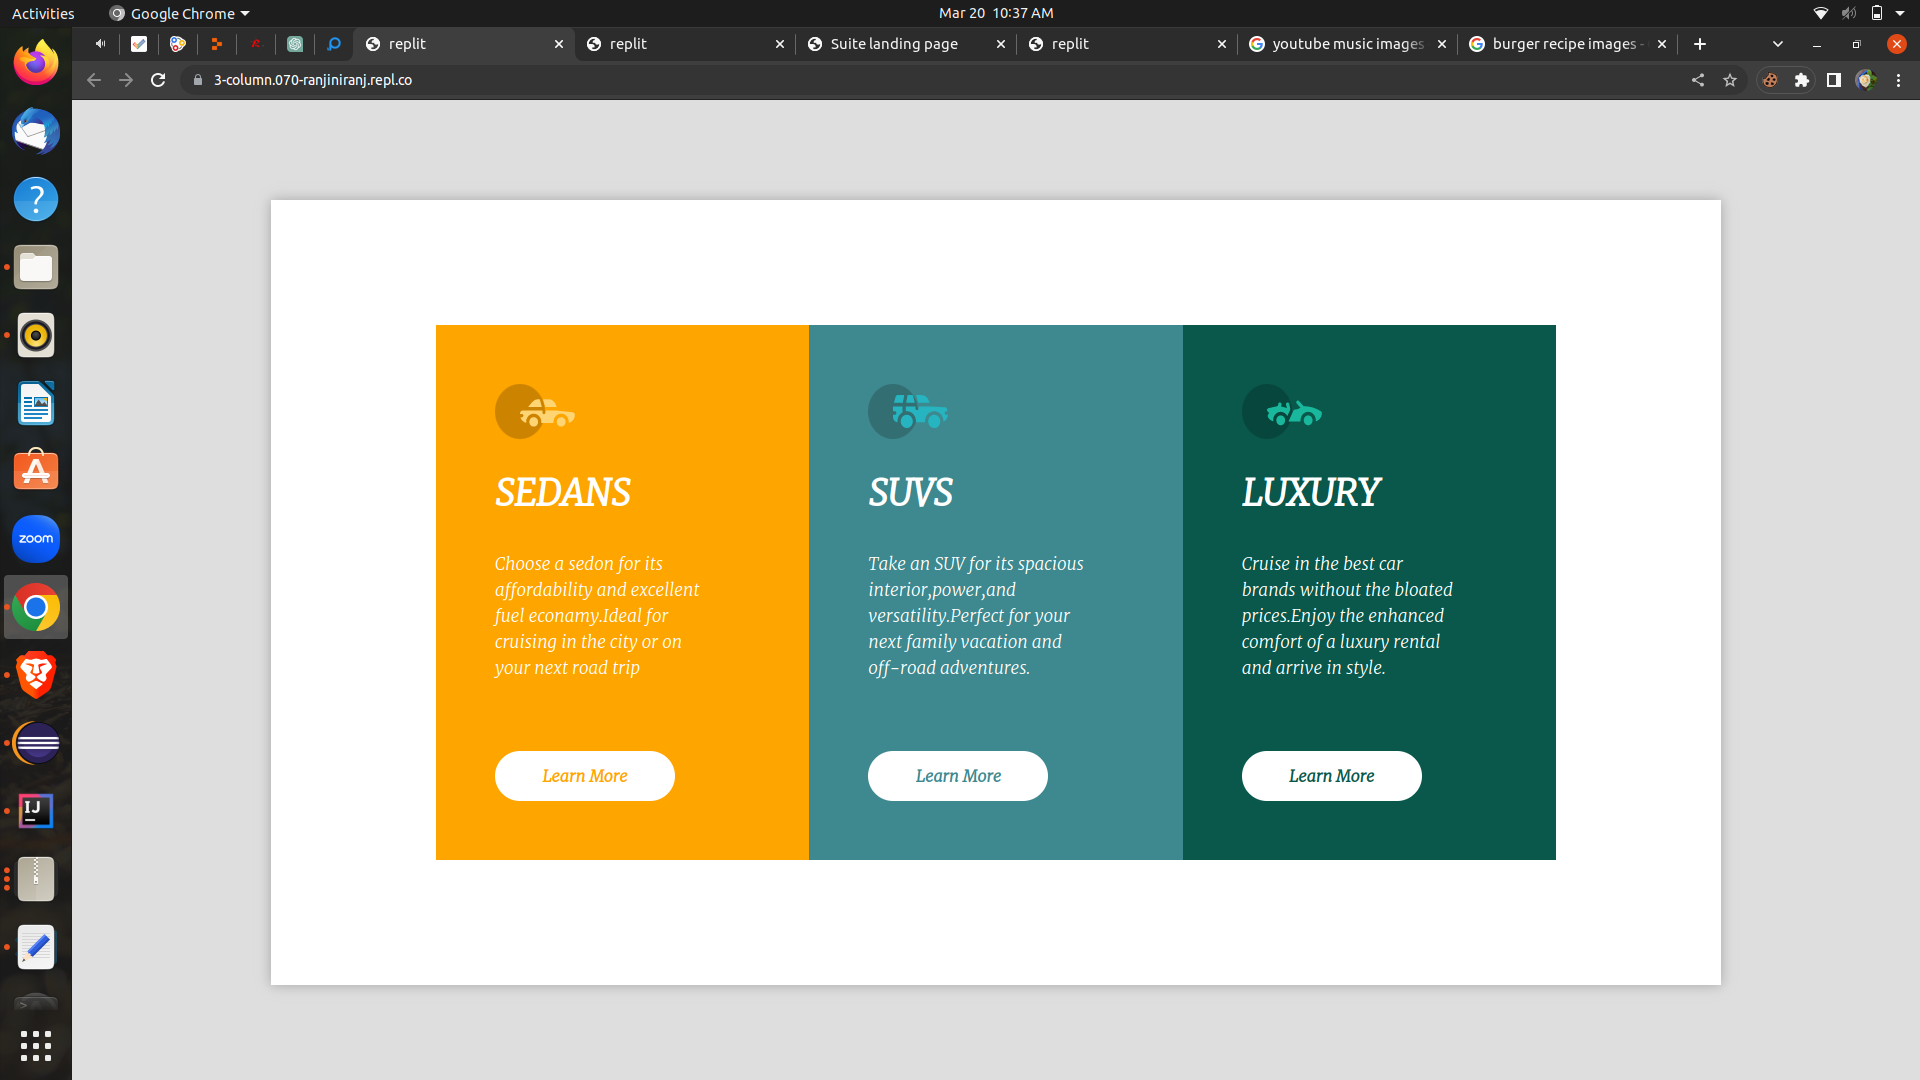 Activities
Google Chrome
Mar 20 10:37 AM
replit
replit
Suite landing page
replit
youtube music images
burger recipe images -
3-column.070-ranjiniranj.repl.co
zoom
IJ
SEDANS
Choose a sedon for its
affordability and excellent
fuel econamy.Ideal for
cruising in the city or on
your next road trip
Learn More
SUVS
Take an SUV for its spacious
interior,power,and
versatility.Perfect for your
next family vacation and
off-road adventures.
Learn More
LUXURY
Cruise in the best car
brands without the bloated
prices.Enjoy the enhanced
comfort of a luxury rental
and arrive in style.
Learn More